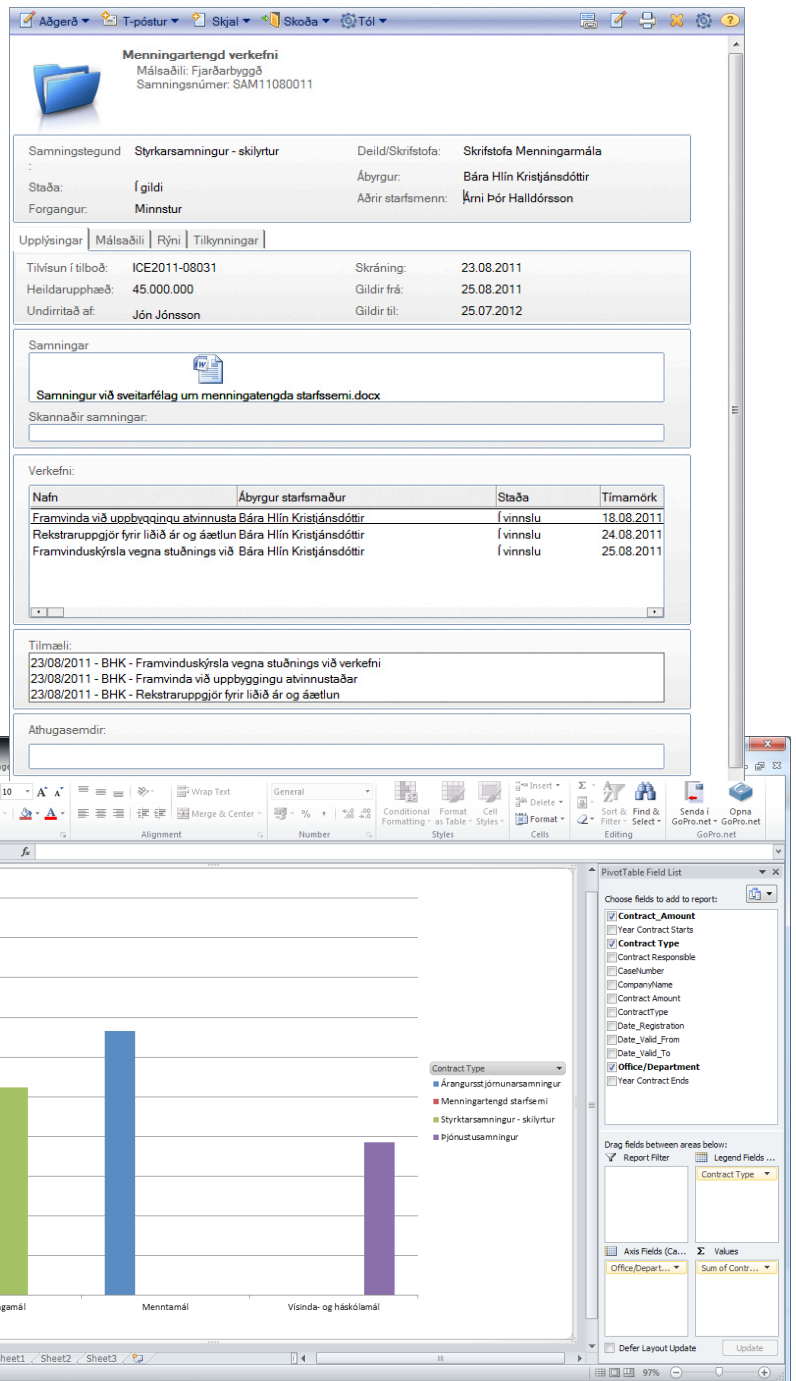 Aðgerð T-póstur Skjal Skoða Tól
Menningartengd verkefni
Málsaðili: Fjarðarbyggð
Samningsnúmer: SAM11080011
Samningstegund : Styrkarsamningur - skilyrtur Deild/Skrifstofa: Skrifstofa Menningarmála
Ábyrgur: Bára Hlín Kristjánsdóttir
Staða: Í gildi
Aðrir starfsmenn: Árni Þór Halldórsson
Forgangur: Minnstur
Upplýsingar Málsaðili Rýni Tilkynningar
Tilvísun í tilboð: ICE2011-08031 Skráning: 23.08.2011
Heildarupphæð: 45.000.000 Gildir frá: 25.08.2011
Undirritað af: Jón Jónsson Gildir til: 25.07.2012
Samningar
Samningur við sveitarfélag um menningatengda starfssemi.docx
Skannaðir samningar:
Verkefni:
Nafn Ábyrgur starfsmaður Staða Tímamörk
Framvinda við uppbyggingu atvinnusta Bára Hlín Kristjánsdóttir Í vinnslu 18.08.2011
Rekstraruppgjör fyrir liðið ár og áætlun Bára Hlín Kristjánsdóttir Í vinnslu 24.08.2011
Framvinduskýrsla vegna stuðnings við Bára Hlín Kristjánsdóttir Í vinnslu 25.08.2011
Tilmæli:
23/08/2011 - BHK - Framvinduskýrsla vegna stuðnings við verkefni
23/08/2011 - BHK - Framvinda við uppbyggingu atvinnustaðar
23/08/2011 - BHK - Rekstraruppgjör fyrir liðið ár og áætlun
Athugasemdir:
10 A A Wrap Text General Insert Σ
Delete
A Merge & Center % , Conditional Formatting Format as Table Cell Styles Format Sort & Filter Find & Select Senda í GoPro.net Opna GoPro.net
Alignment Number Styles Cells Editing GoPro.net
fx
PivotTable Field List
Choose fields to add to report:
Contract_Amount
Year Contract Starts
Contract Type
Contract Responsible
CaseNumber
CompanyName
Contract Amount
ContractType
Date_Registration
Date_Valid_From
Date_Valid_To
Office/Department
Year Contract Ends
Contract Type
Árangursstjórnunarsamningur
Menningartengd starfsemi
Styrktarsamningur - skilyrtur
Þjónustusamningur
Drag fields between areas below:
Report Filter Legend Fields ...
Contract Type
Axis Fields (Ca... Σ Values
Office/Depart... Sum of Contr...
ngamál Menntamál Vísinda- og háskólamál
Defer Layout Update Update
heet1 Sheet2 Sheet3
97%